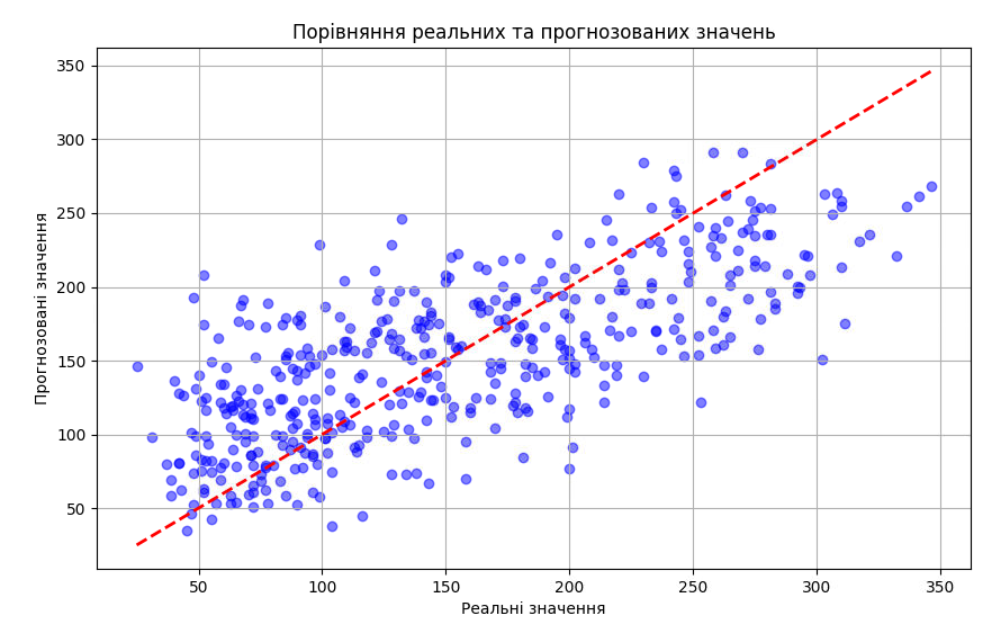 Порівняння реальних та прогнозованих значень
350
300
250
200
150
100
50
Прогнозовані значення
50 100 150 200 250 300 350
Реальні значення